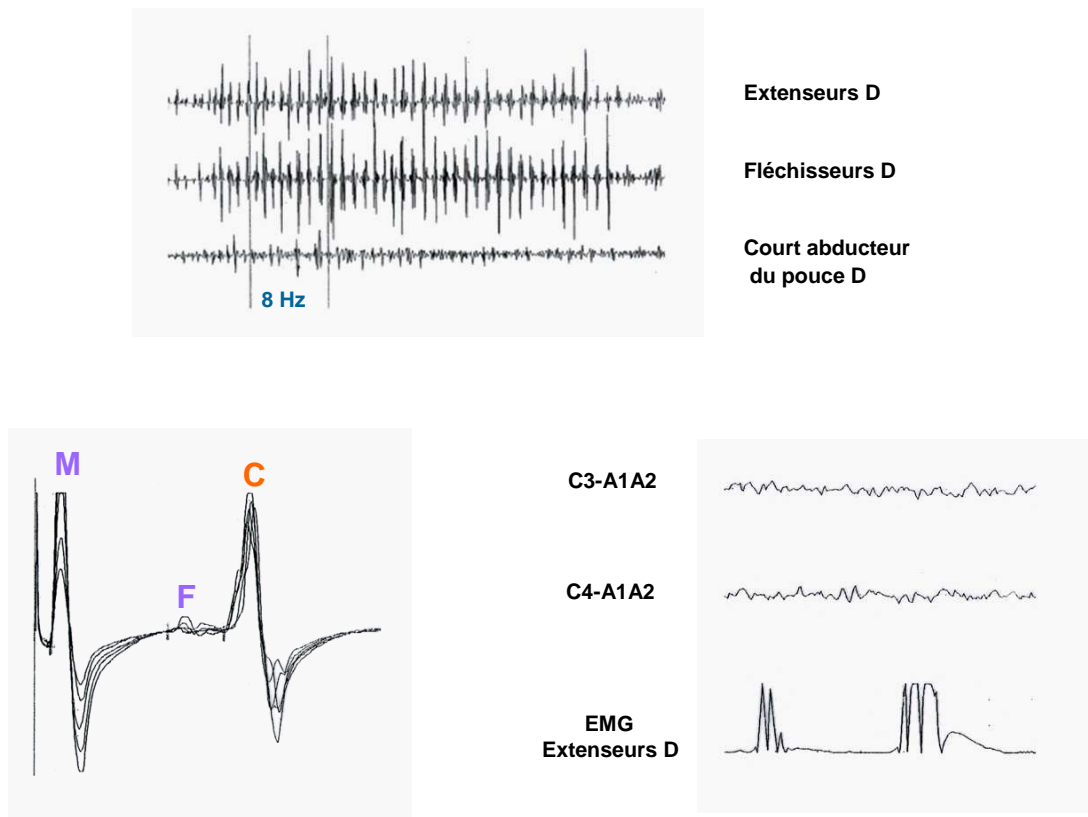 Extenseurs D
Fléchisseurs D
Court abducteur
du pouce D
8 Hz
M
C
F
C3-A1A2
C4-A1A2
EMG
Extenseurs D